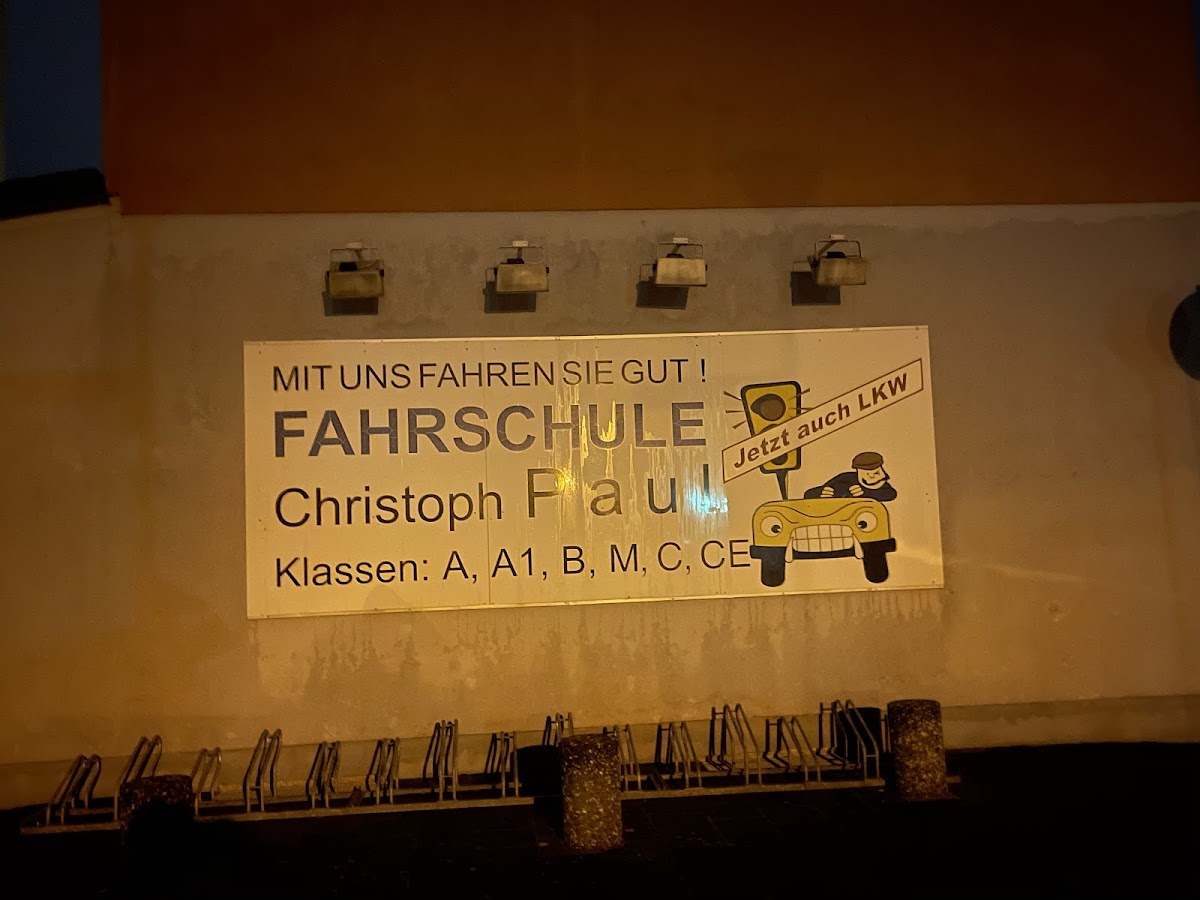 MIT UNS FAHREN SIE GUT !
FAHRSCHULE
Christoph Paul
Klassen: A, A1, B, M, C, CE
Jetzt auch LKW